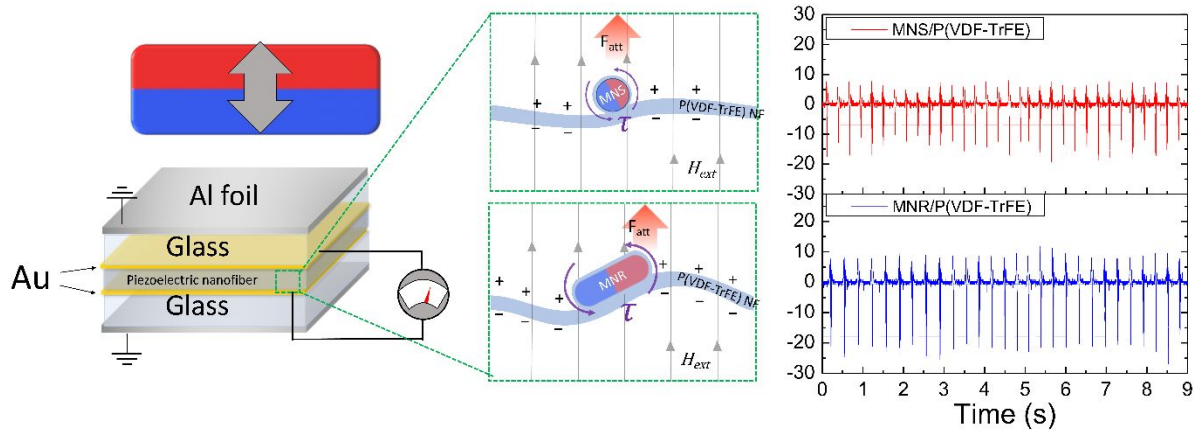 Al foil
Glass
Au
Piezoelectric nanofiber
Glass
F_att
MNS
τ
+ + + +
− − − −
P(VDF-TrFE) NF
H_ext
F_att
MNR
τ
+ + + + + +
− − − − −
P(VDF-TrFE) NF
H_ext
30
20
10
0
-10
-20
-30
MNS/P(VDF-TrFE)
30
20
10
0
-10
-20
-30
MNR/P(VDF-TrFE)
0 1 2 3 4 5 6 7 8 9
Time (s)